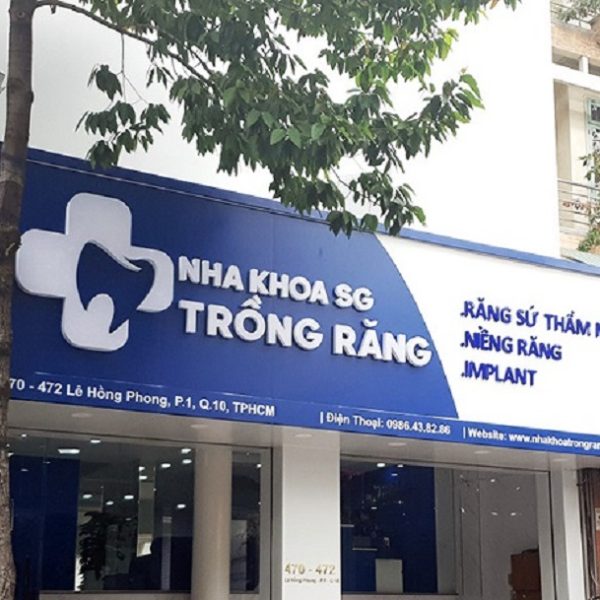 NHA KHOA SG
TRỒNG RĂNG
.RĂNG SỨ THẨM
.NIỀNG RĂNG
.IMPLANT
470 - 472 Lê Hồng Phong, P.1, Q.10, TPHCM
| Điện Thoại: 0986.43.82.86
| Website: www.nhakhoatrongran
470 - 472